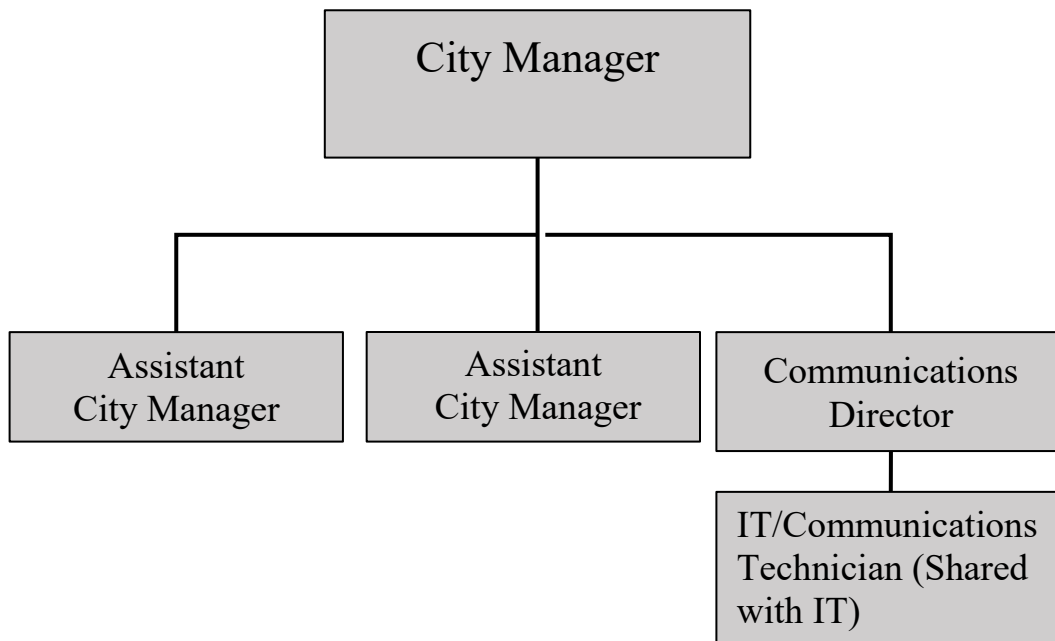 City Manager
Assistant
City Manager
Assistant
City Manager
Communications
Director
IT/Communications
Technician (Shared
with IT)